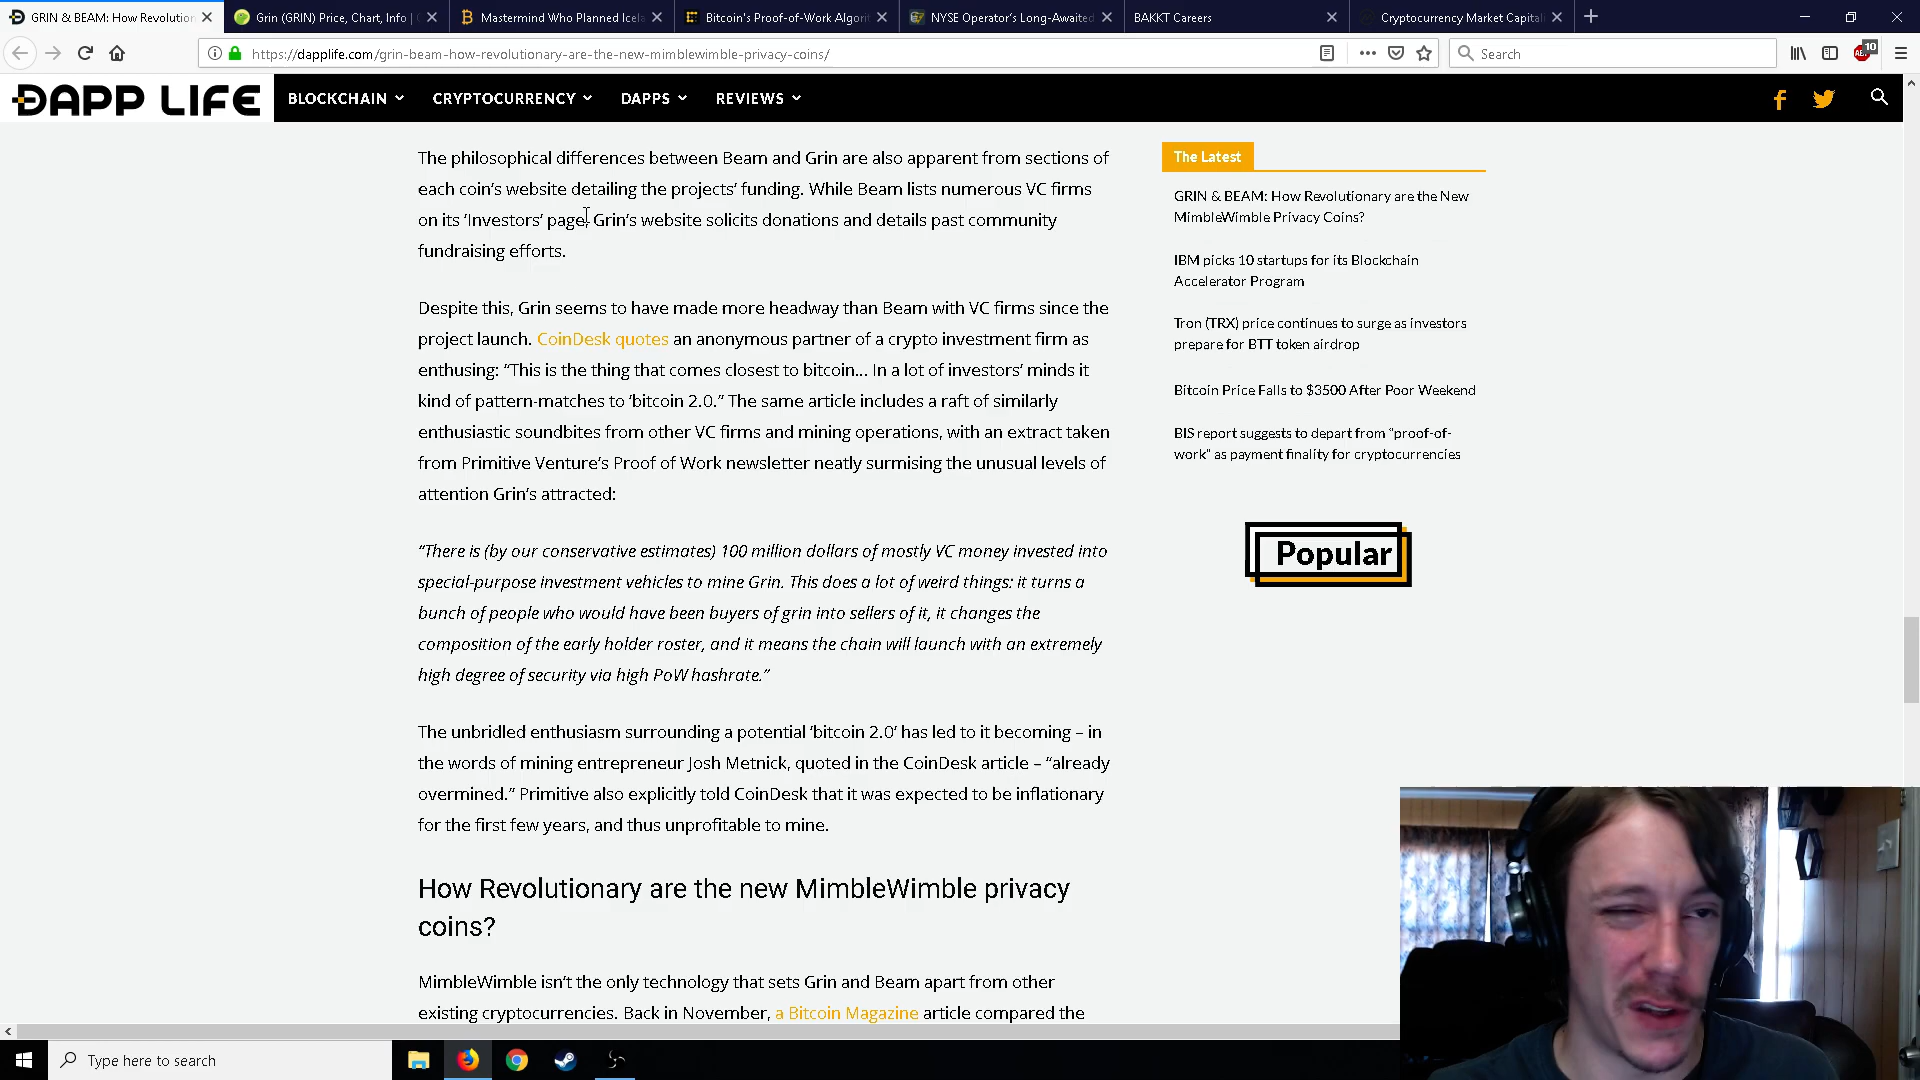 GRIN & BEAM: How Revolution
Grin (GRIN) Price, Chart, Info |
Mastermind Who Planned Icela
Bitcoin's Proof-of-Work Algori
NYSE Operator's Long-Awaited
BAKKT Careers
Cryptocurrency Market Capital
https://dapplife.com/grin-beam-how-revolutionary-are-the-new-mimblewimble-privacy-coins/
Search
10
DAPP LIFE
BLOCKCHAIN
CRYPTOCURRENCY
DAPPS
REVIEWS
The philosophical differences between Beam and Grin are also apparent from sections of
each coin’s website detailing the projects’ funding. While Beam lists numerous VC firms
on its ‘Investors’ page, Grin’s website solicits donations and details past community
fundraising efforts.
Despite this, Grin seems to have made more headway than Beam with VC firms since the
project launch. CoinDesk quotes an anonymous partner of a crypto investment firm as
enthusing: “This is the thing that comes closest to bitcoin… In a lot of investors’ minds it
kind of pattern-matches to ‘bitcoin 2.0.” The same article includes a raft of similarly
enthusiastic soundbites from other VC firms and mining operations, with an extract taken
from Primitive Venture’s Proof of Work newsletter neatly surmising the unusual levels of
attention Grin’s attracted:
“There is (by our conservative estimates) 100 million dollars of mostly VC money invested into
special-purpose investment vehicles to mine Grin. This does a lot of weird things: it turns a
bunch of people who would have been buyers of grin into sellers of it, it changes the
composition of the early holder roster, and it means the chain will launch with an extremely
high degree of security via high PoW hashrate.”
The unbridled enthusiasm surrounding a potential ‘bitcoin 2.0’ has led to it becoming – in
the words of mining entrepreneur Josh Metnick, quoted in the CoinDesk article – “already
overmined.” Primitive also explicitly told CoinDesk that it was expected to be inflationary
for the first few years, and thus unprofitable to mine.
How Revolutionary are the new MimbleWimble privacy
coins?
MimbleWimble isn’t the only technology that sets Grin and Beam apart from other
existing cryptocurrencies. Back in November, a Bitcoin Magazine article compared the
The Latest
GRIN & BEAM: How Revolutionary are the New
MimbleWimble Privacy Coins?
IBM picks 10 startups for its Blockchain
Accelerator Program
Tron (TRX) price continues to surge as investors
prepare for BTT token airdrop
Bitcoin Price Falls to $3500 After Poor Weekend
BIS report suggests to depart from “proof-of-
work” as payment finality for cryptocurrencies
Popular
Type here to search